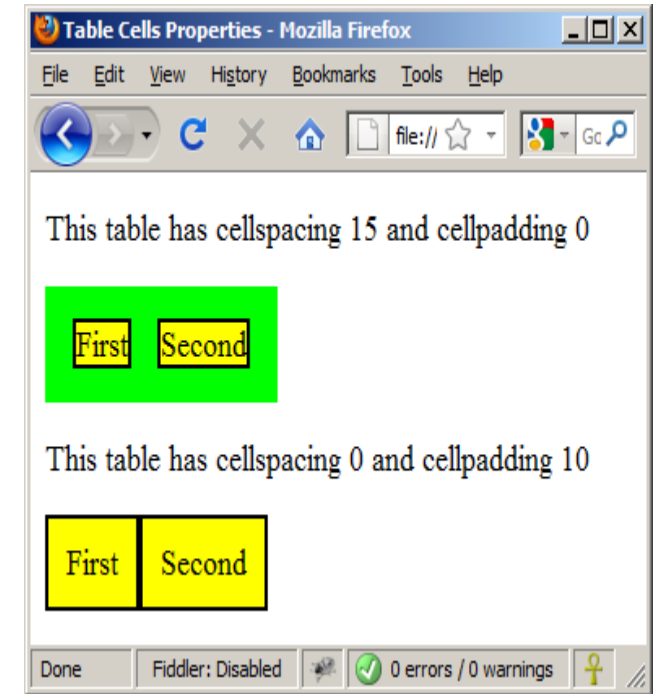 Table Cells Properties - Mozilla Firefox
File Edit View History Bookmarks Tools Help
file:// Gc
This table has cellspacing 15 and cellpadding 0
First Second
This table has cellspacing 0 and cellpadding 10
First Second
Done Fiddler: Disabled 0 errors / 0 warnings